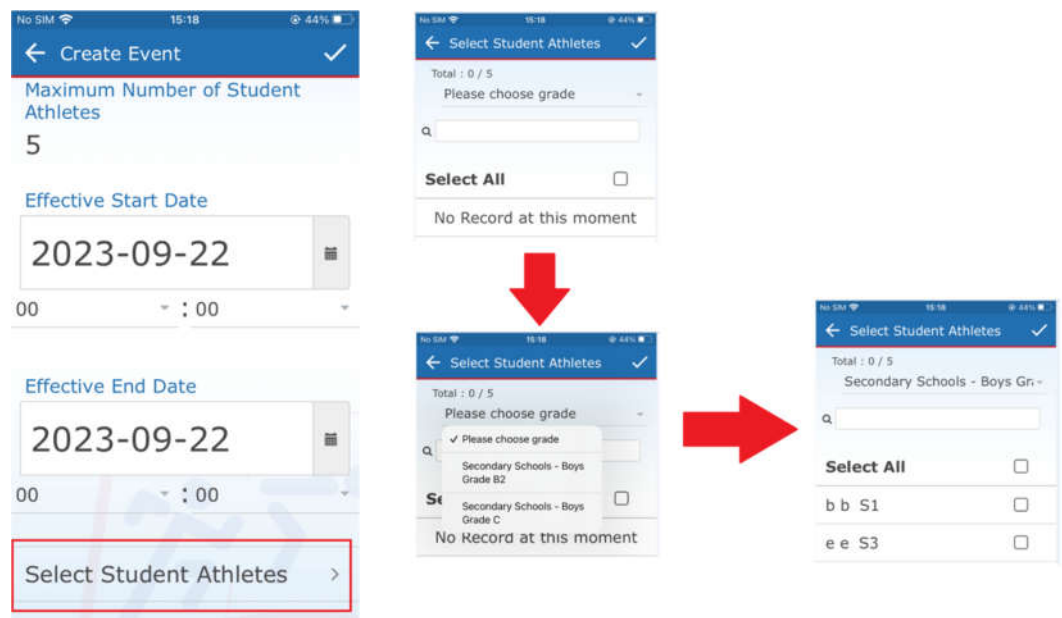 No SIM 15:18 44%
Create Event
Maximum Number of Student
Athletes
5
Effective Start Date
2023-09-22
00 : 00
Effective End Date
2023-09-22
00 : 00
Select Student Athletes
No SIM 15:18 44%
Select Student Athletes
Total : 0 / 5
Please choose grade
Select All
No Record at this moment
No SIM 15:18 44%
Select Student Athletes
Total : 0 / 5
Please choose grade
✓ Please choose grade
Secondary Schools - Boys
Grade B2
Se
Secondary Schools - Boys
Grade C
No Record at this moment
No SIM 15:18 44%
Select Student Athletes
Total : 0 / 5
Secondary Schools - Boys Gr
Select All
b b S1
e e S3